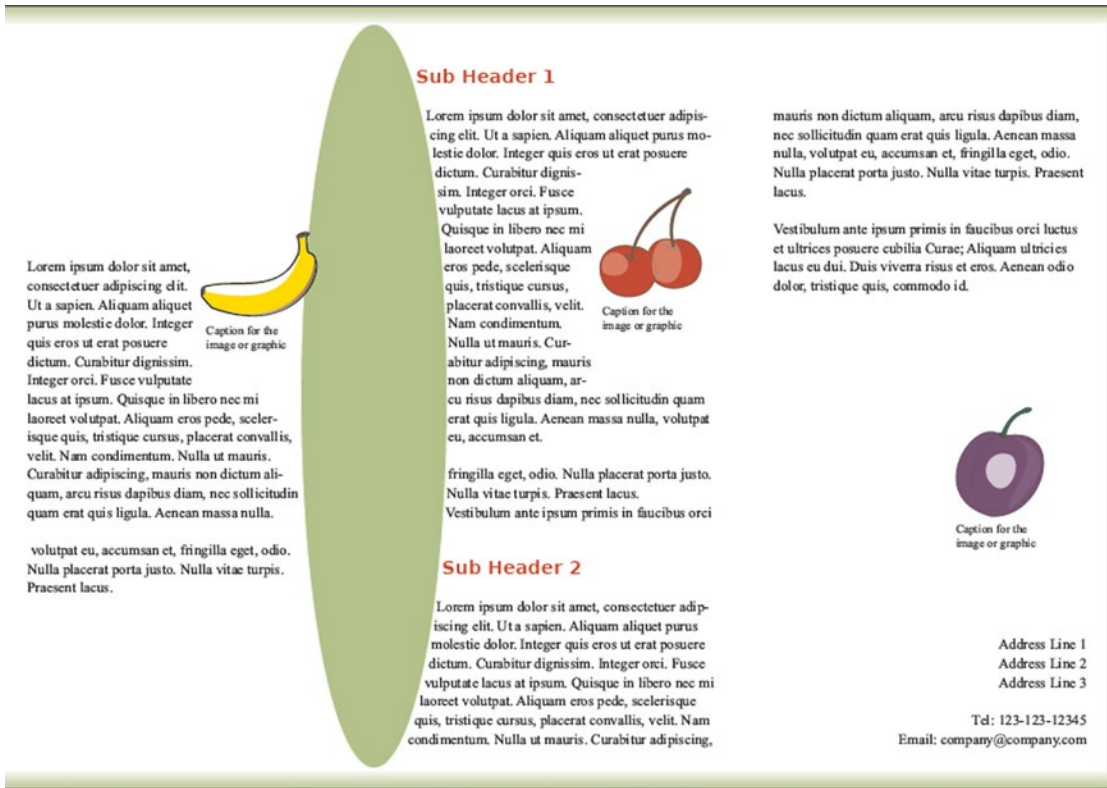 Lorem ipsum dolor sit amet,
consectetuer adipiscing elit.
Ut a sapien. Aliquam aliquet
purus molestie dolor. Integer
quis eros ut erat posuere
dictum. Curabitur dignissim.
Integer orci. Fusce vulputate
lacus at ipsum. Quisque in libero nec mi
laoreet volutpat. Aliquam eros pede, sceler-
isque quis, tristique cursus, placerat convallis,
velit. Nam condimentum. Nulla ut mauris.
Curabitur adipiscing, mauris non dictum ali-
quam, arcu risus dapibus diam, nec sollicitudin
quam erat quis ligula. Aenean massa nulla.
volutpat eu, accumsan et, fringilla eget, odio.
Nulla placerat porta justo. Nulla vitae turpis.
Praesent lacus.
Caption for the
image or graphic
Sub Header 1
Lorem ipsum dolor sit amet, consectetuer adipis-
cing elit. Ut a sapien. Aliquam aliquet purus mo-
lestie dolor. Integer quis eros ut erat posuere
dictum. Curabitur dignis-
sim. Integer orci. Fusce
vulputate lacus at ipsum.
Quisque in libero nec mi
laoreet volutpat. Aliquam
eros pede, scelerisque
quis, tristique cursus,
placerat convallis, velit.
Nam condimentum.
Nulla ut mauris. Cur-
abitur adipiscing, mauris
non dictum aliquam, ar-
cu risus dapibus diam, nec sollicitudin quam
erat quis ligula. Aenean massa nulla, volutpat
eu, accumsan et.
Caption for the
image or graphic
fringilla eget, odio. Nulla placerat porta justo.
Nulla vitae turpis. Praesent lacus.
Vestibulum ante ipsum primis in faucibus orci
Sub Header 2
Lorem ipsum dolor sit amet, consectetuer adip-
iscing elit. Ut a sapien. Aliquam aliquet purus
molestie dolor. Integer quis eros ut erat posuere
dictum. Curabitur dignissim. Integer orci. Fusce
vulputate lacus at ipsum. Quisque in libero nec mi
laoreet volutpat. Aliquam eros pede, scelerisque
quis, tristique cursus, placerat convallis, velit. Nam
condimentum. Nulla ut mauris. Curabitur adipiscing,
mauris non dictum aliquam, arcu risus dapibus diam,
nec sollicitudin quam erat quis ligula. Aenean massa
nulla, volutpat eu, accumsan et, fringilla eget, odio.
Nulla placerat porta justo. Nulla vitae turpis. Praesent
lacus.
Vestibulum ante ipsum primis in faucibus orci luctus
et ultrices posuere cubilia Curae; Aliquam ultricies
lacus eu dui. Duis viverra risus et eros. Aenean odio
dolor, tristique quis, commodo id.
Caption for the
image or graphic
Address Line 1
Address Line 2
Address Line 3
Tel: 123-123-12345
Email: company@company.com